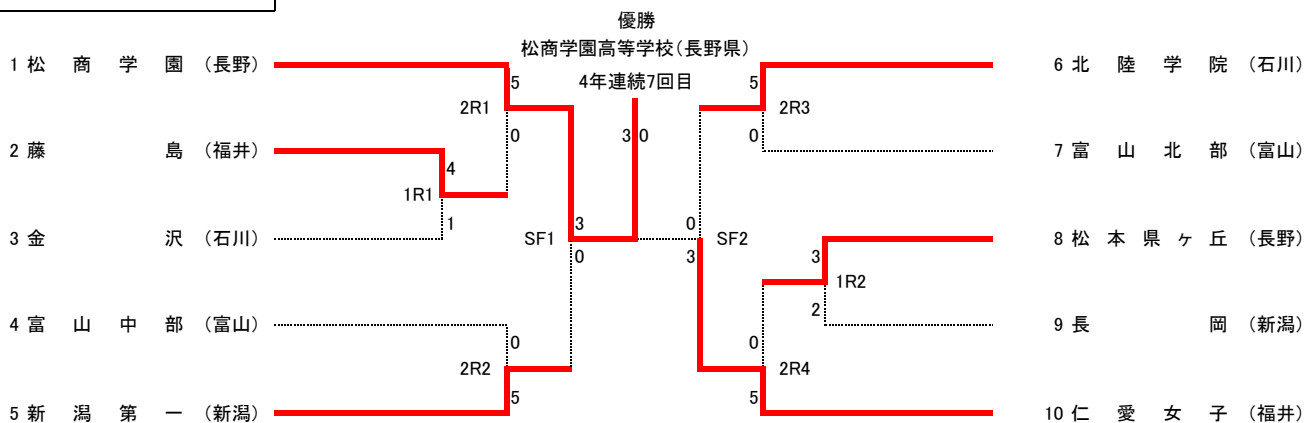 優勝
松商学園高等学校(長野県)
4年連続7回目
1 松商学園 (長野)
5
2R1
0
2 藤島 (福井)
4
1R1
1
3 金沢 (石川)
3
SF1
0
4 富山中部 (富山)
0
2R2
5
5 新潟第一 (新潟)
3 0
6 北陸学院 (石川)
5
2R3
0
7 富山北部 (富山)
0
SF2
3
8 松本県ヶ丘 (長野)
3
1R2
2
9 長岡 (新潟)
0
2R4
5
10 仁愛女子 (福井)